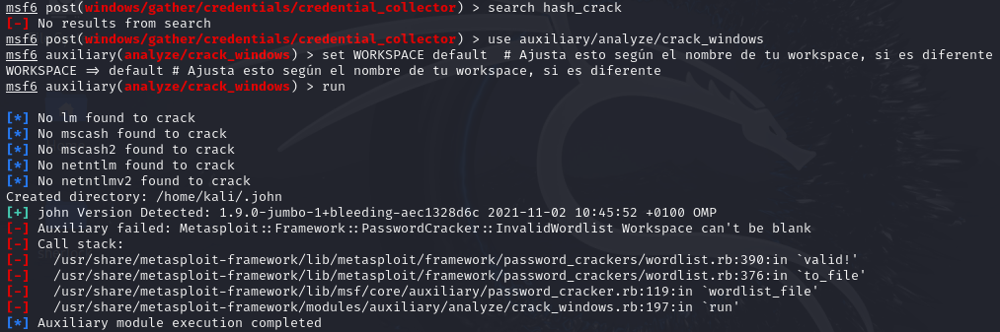 msf6 post(windows/gather/credentials/credential_collector) > search hash_crack
[-] No results from search
msf6 post(windows/gather/credentials/credential_collector) > use auxiliary/analyze/crack_windows
msf6 auxiliary(analyze/crack_windows) > set WORKSPACE default  # Ajusta esto según el nombre de tu workspace, si es diferente
WORKSPACE => default # Ajusta esto según el nombre de tu workspace, si es diferente
msf6 auxiliary(analyze/crack_windows) > run
[*] No lm found to crack
[*] No mscash found to crack
[*] No mscash2 found to crack
[*] No netntlm found to crack
[*] No netntlmv2 found to crack
Created directory: /home/kali/.john
[+] john Version Detected: 1.9.0-jumbo-1+bleeding-aec1328d6c 2021-11-02 10:45:52 +0100 OMP
[-] Auxiliary failed: Metasploit::Framework::PasswordCracker::InvalidWordlist Workspace can't be blank
[-] Call stack:
[-]   /usr/share/metasploit-framework/lib/metasploit/framework/password_crackers/wordlist.rb:390:in `valid!'
[-]   /usr/share/metasploit-framework/lib/metasploit/framework/password_crackers/wordlist.rb:376:in `to_file'
[-]   /usr/share/metasploit-framework/lib/msf/core/auxiliary/password_cracker.rb:119:in `wordlist_file'
[-]   /usr/share/metasploit-framework/modules/auxiliary/analyze/crack_windows.rb:197:in `run'
[*] Auxiliary module execution completed